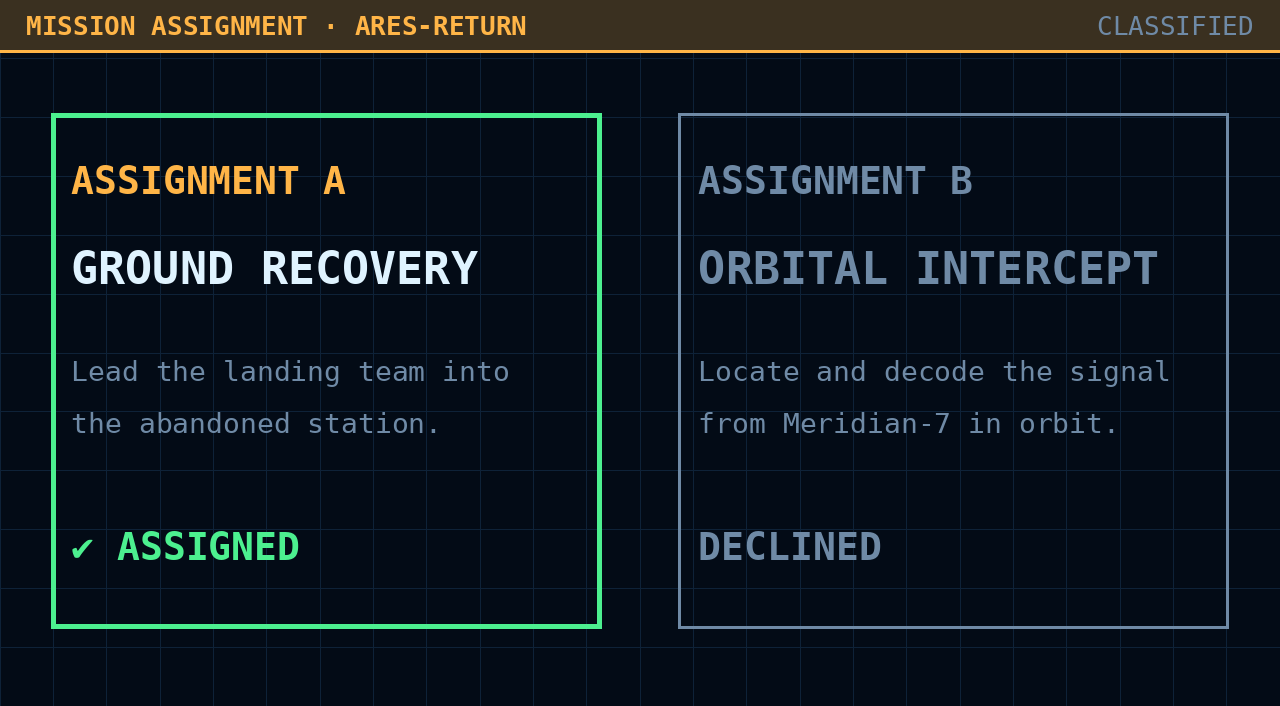 MISSION ASSIGNMENT · ARES-RETURN
CLASSIFIED
ASSIGNMENT A
GROUND RECOVERY
Lead the landing team into
the abandoned station.
✔ ASSIGNED
ASSIGNMENT B
ORBITAL INTERCEPT
Locate and decode the signal
from Meridian-7 in orbit.
DECLINED